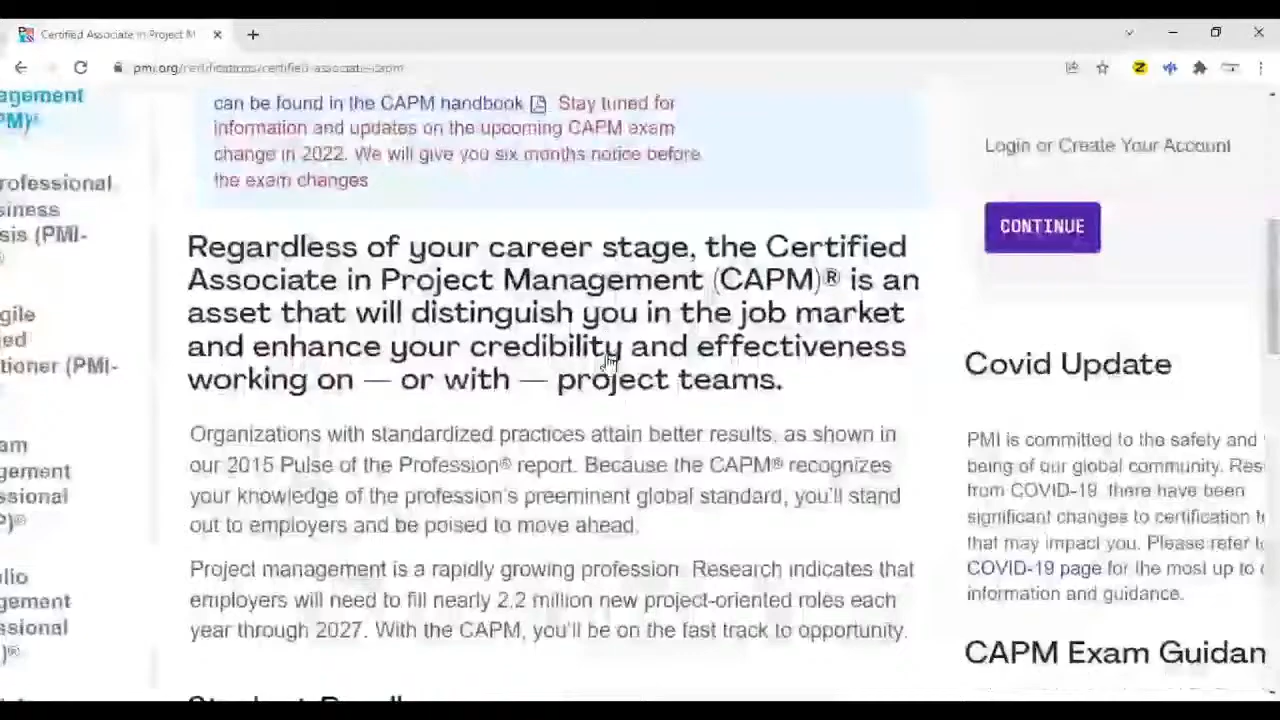 Certified Associate in Project M
pmi.org/certifications/certified-associate-capm
agement
PM)®
rofessional
siness
sis (PMI-
®
gile
ied
tioner (PMI-
am
gement
ssional
P)®
lio
gement
ssional
)®
can be found in the CAPM handbook Stay tuned for
information and updates on the upcoming CAPM exam
change in 2022. We will give you six months notice before
the exam changes
Regardless of your career stage, the Certified
Associate in Project Management (CAPM)® is an
asset that will distinguish you in the job market
and enhance your credibility and effectiveness
working on — or with — project teams.
Organizations with standardized practices attain better results, as shown in
our 2015 Pulse of the Profession® report. Because the CAPM® recognizes
your knowledge of the profession's preeminent global standard, you'll stand
out to employers and be poised to move ahead.
Project management is a rapidly growing profession. Research indicates that
employers will need to fill nearly 2.2 million new project-oriented roles each
year through 2027. With the CAPM, you'll be on the fast track to opportunity.
Login or Create Your Account
CONTINUE
Covid Update
PMI is committed to the safety and
being of our global community. Res
from COVID-19, there have been
significant changes to certification t
that may impact you. Please refer t
COVID-19 page for the most up to
information and guidance.
CAPM Exam Guidan